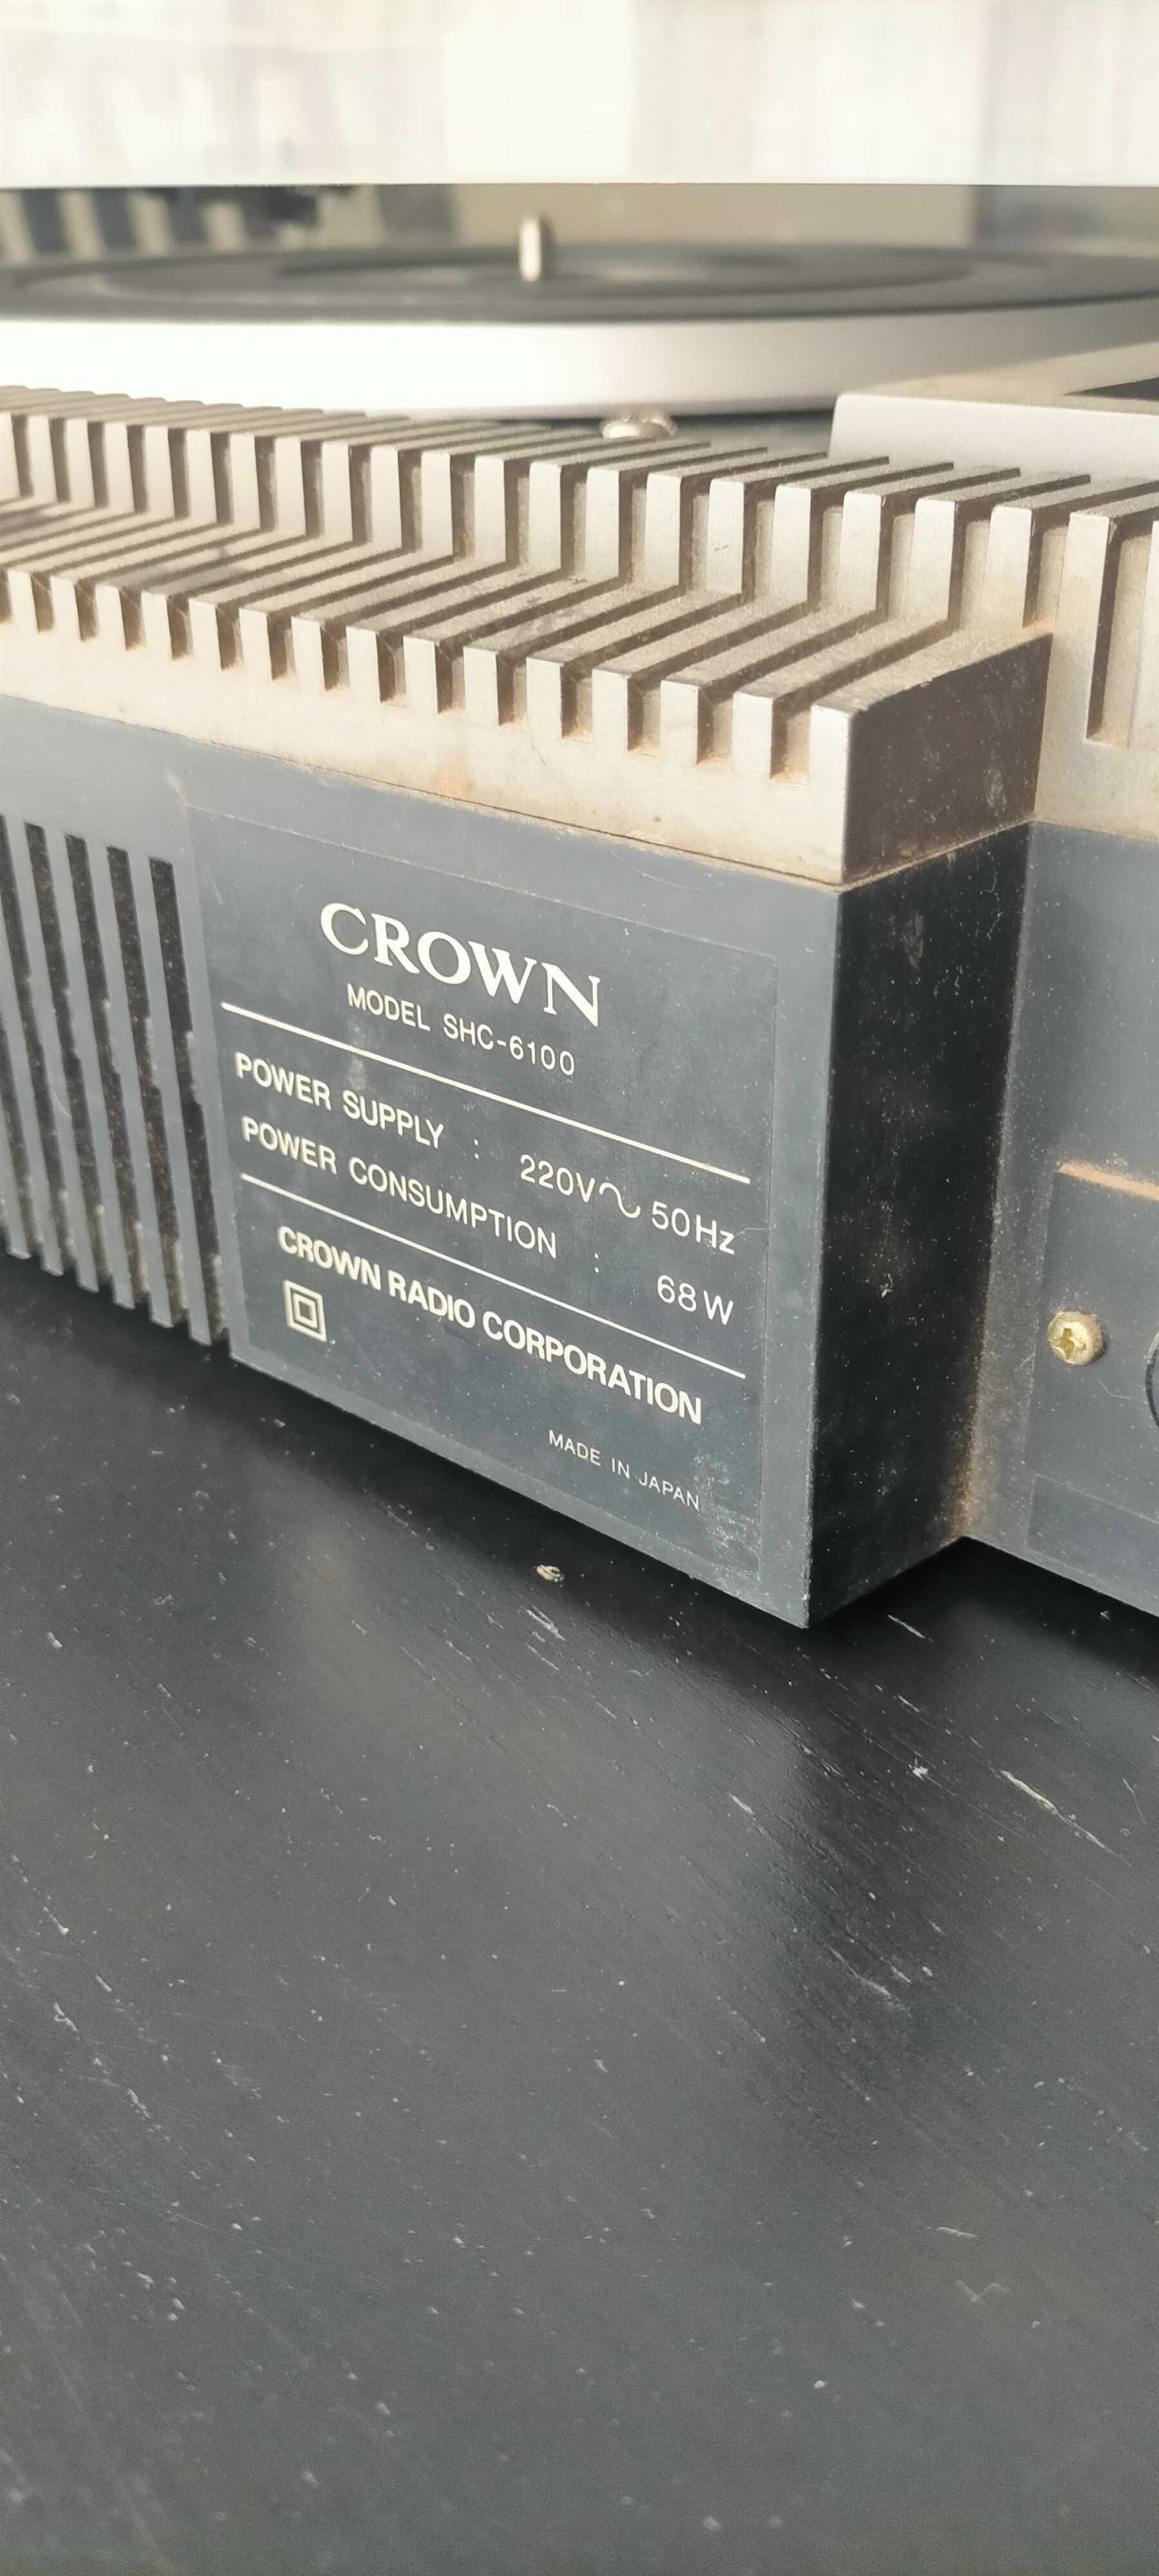 CROWN
MODEL SHC-6100
POWER SUPPLY : 220V∿50Hz
POWER CONSUMPTION : 68W
CROWN RADIO CORPORATION
MADE IN JAPAN